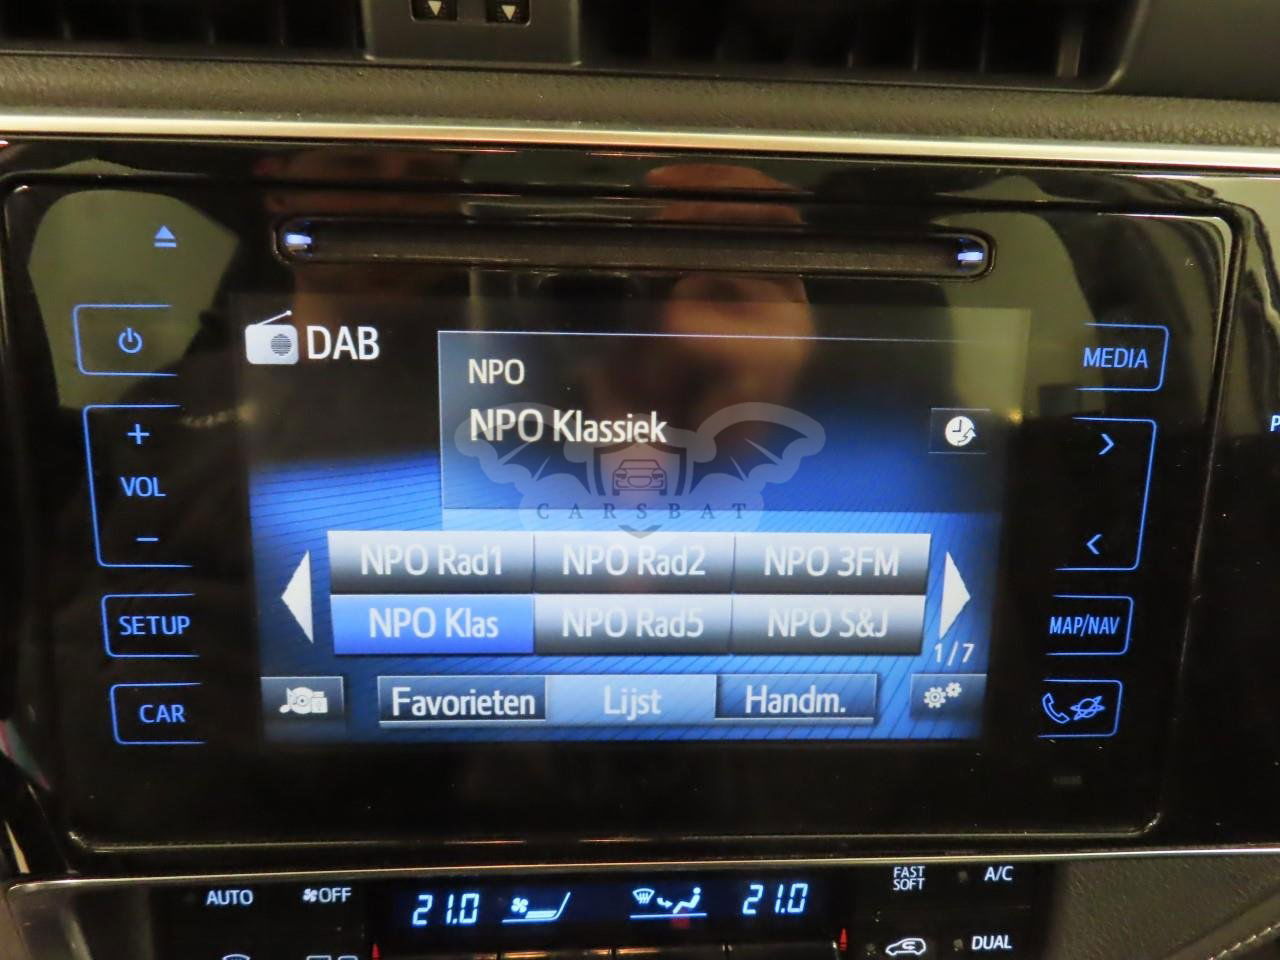 DAB
NPO
NPO Klassiek
CARSBAT
NPO Rad1 NPO Rad2 NPO 3FM
NPO Klas NPO Rad5 NPO S&J
1/7
Favorieten Lijst Handm.
+
VOL
−
SETUP
CAR
MEDIA
>
<
MAP/NAV
P
AUTO OFF 21.0 21.0 FAST SOFT A/C
DUAL